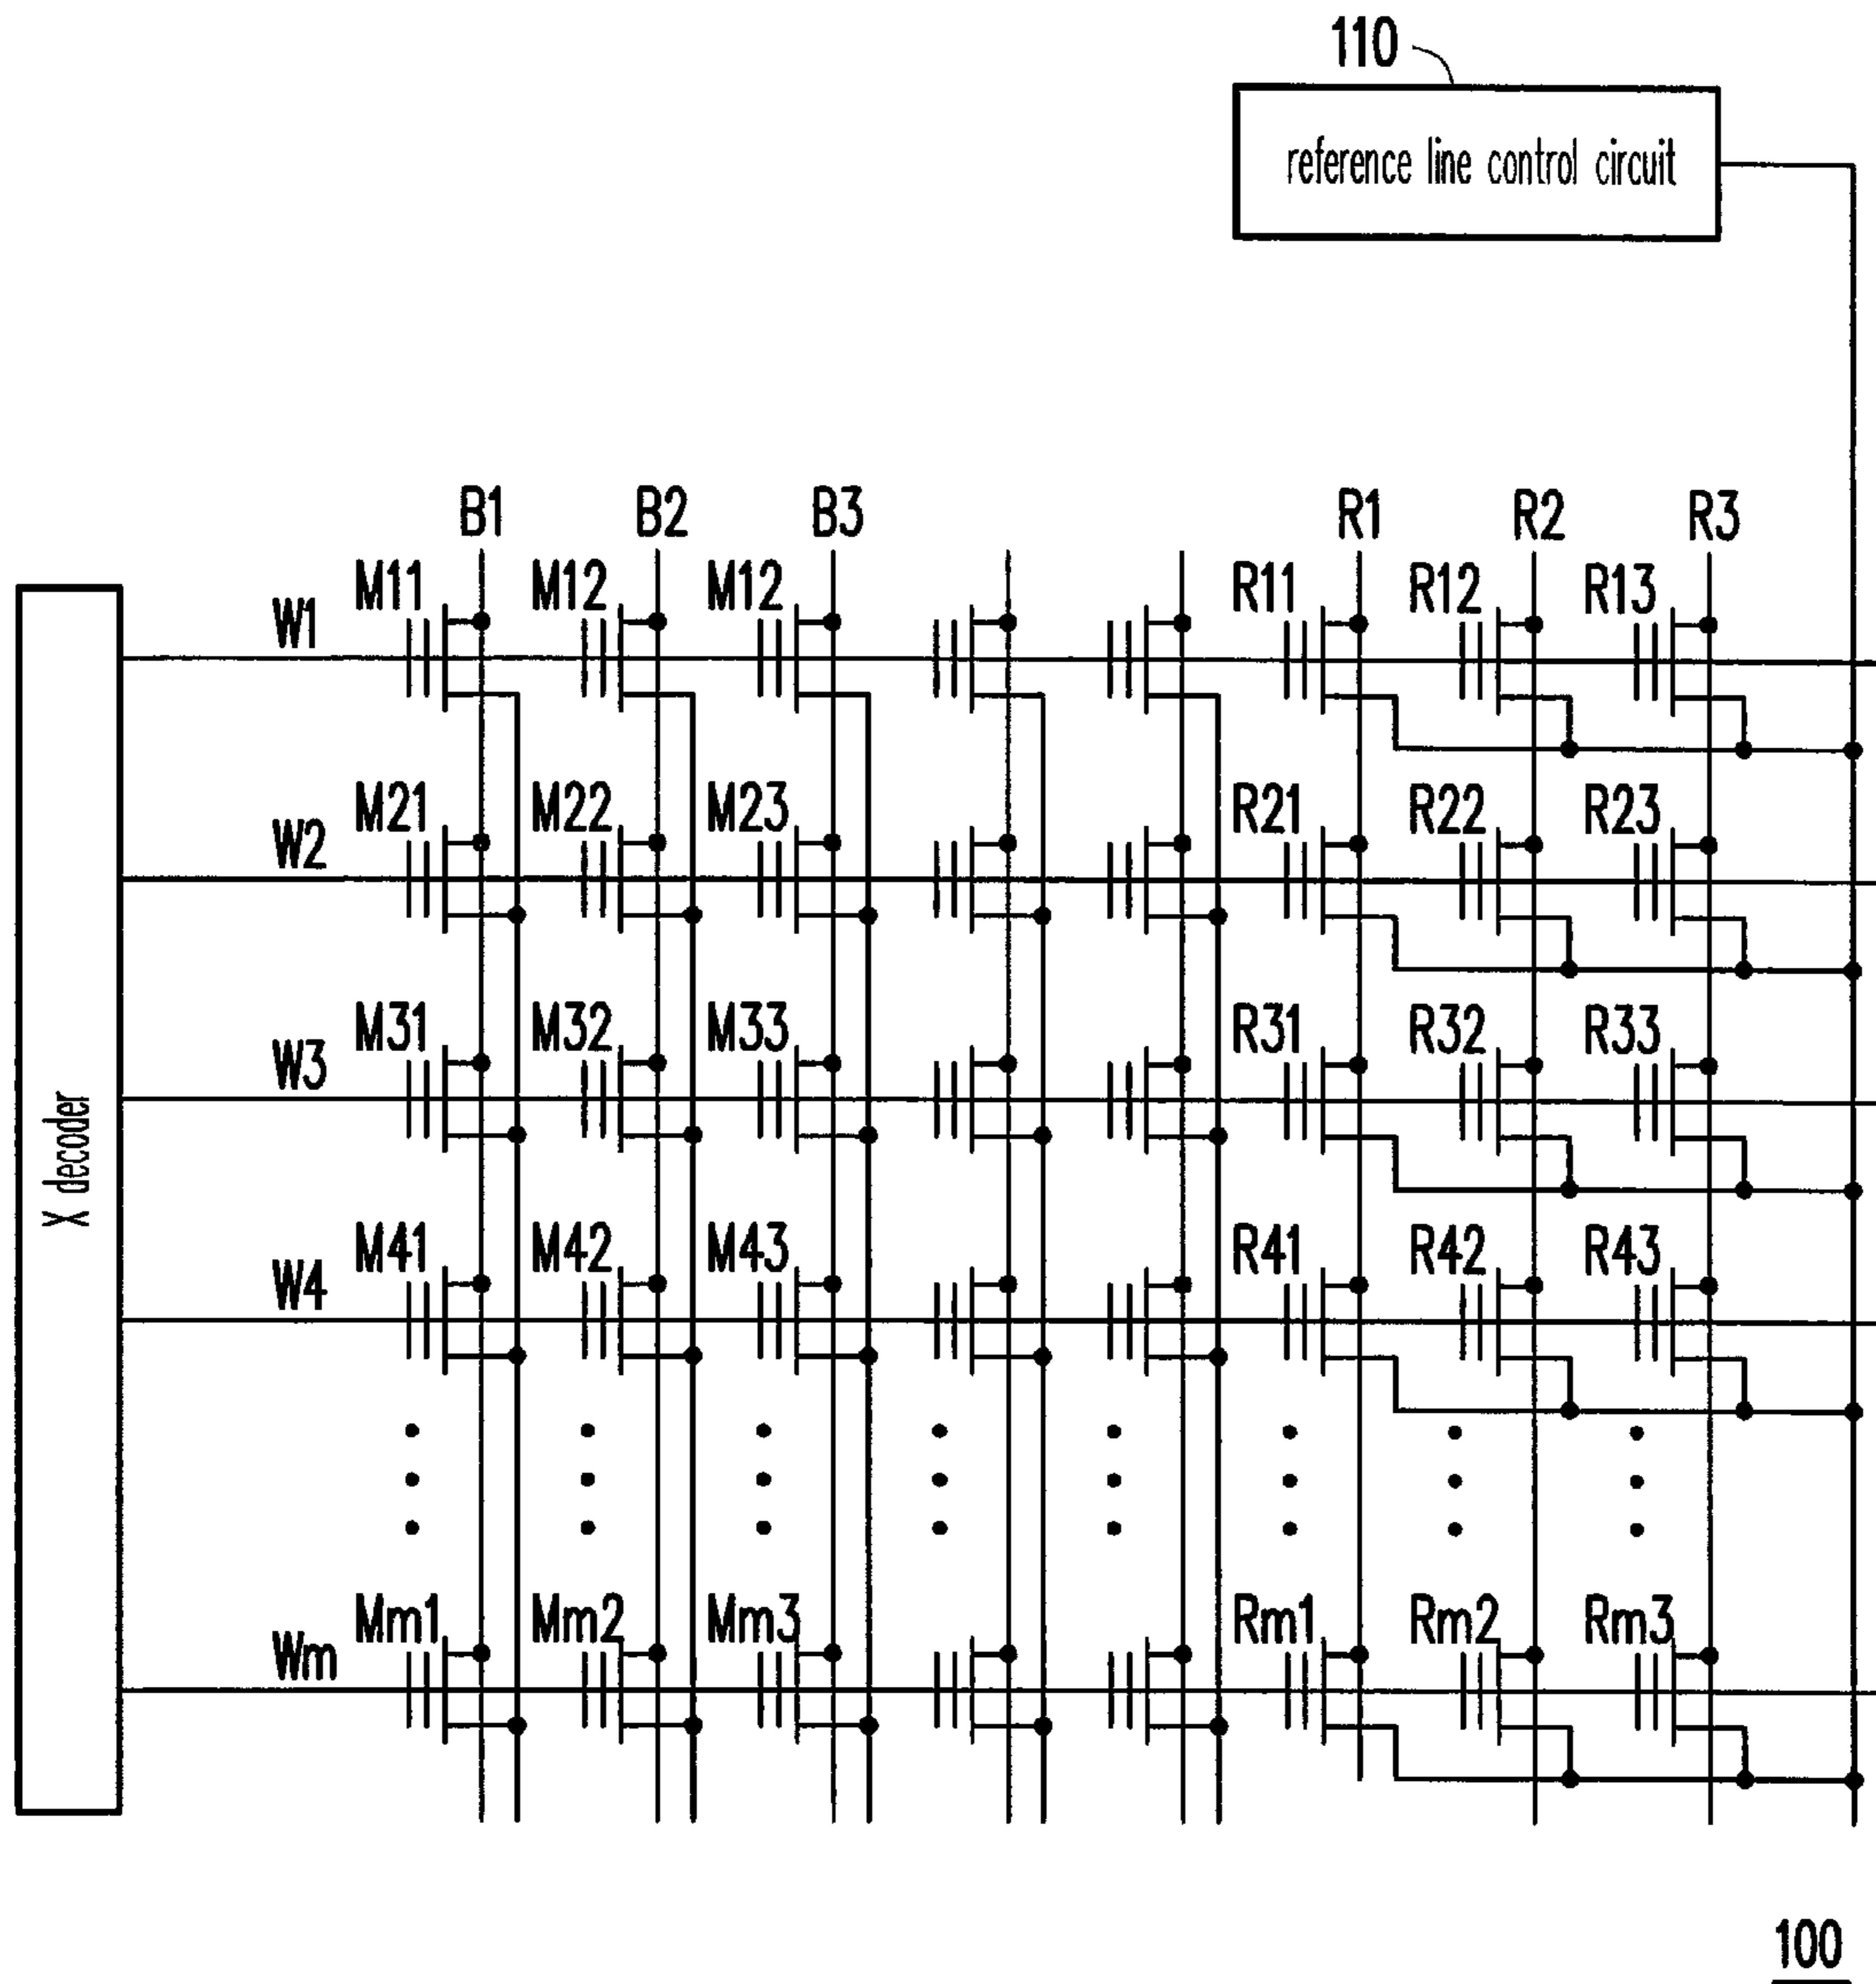 110
reference line control circuit
B1 B2 B3 R1 R2 R3
M11 M12 M12 R11 R12 R13
W1
M21 M22 M23 R21 R22 R23
W2
M31 M32 M33 R31 R32 R33
W3
X decoder
M41 M42 M43 R41 R42 R43
W4
Mm1 Mm2 Mm3 Rm1 Rm2 Rm3
Wm
100